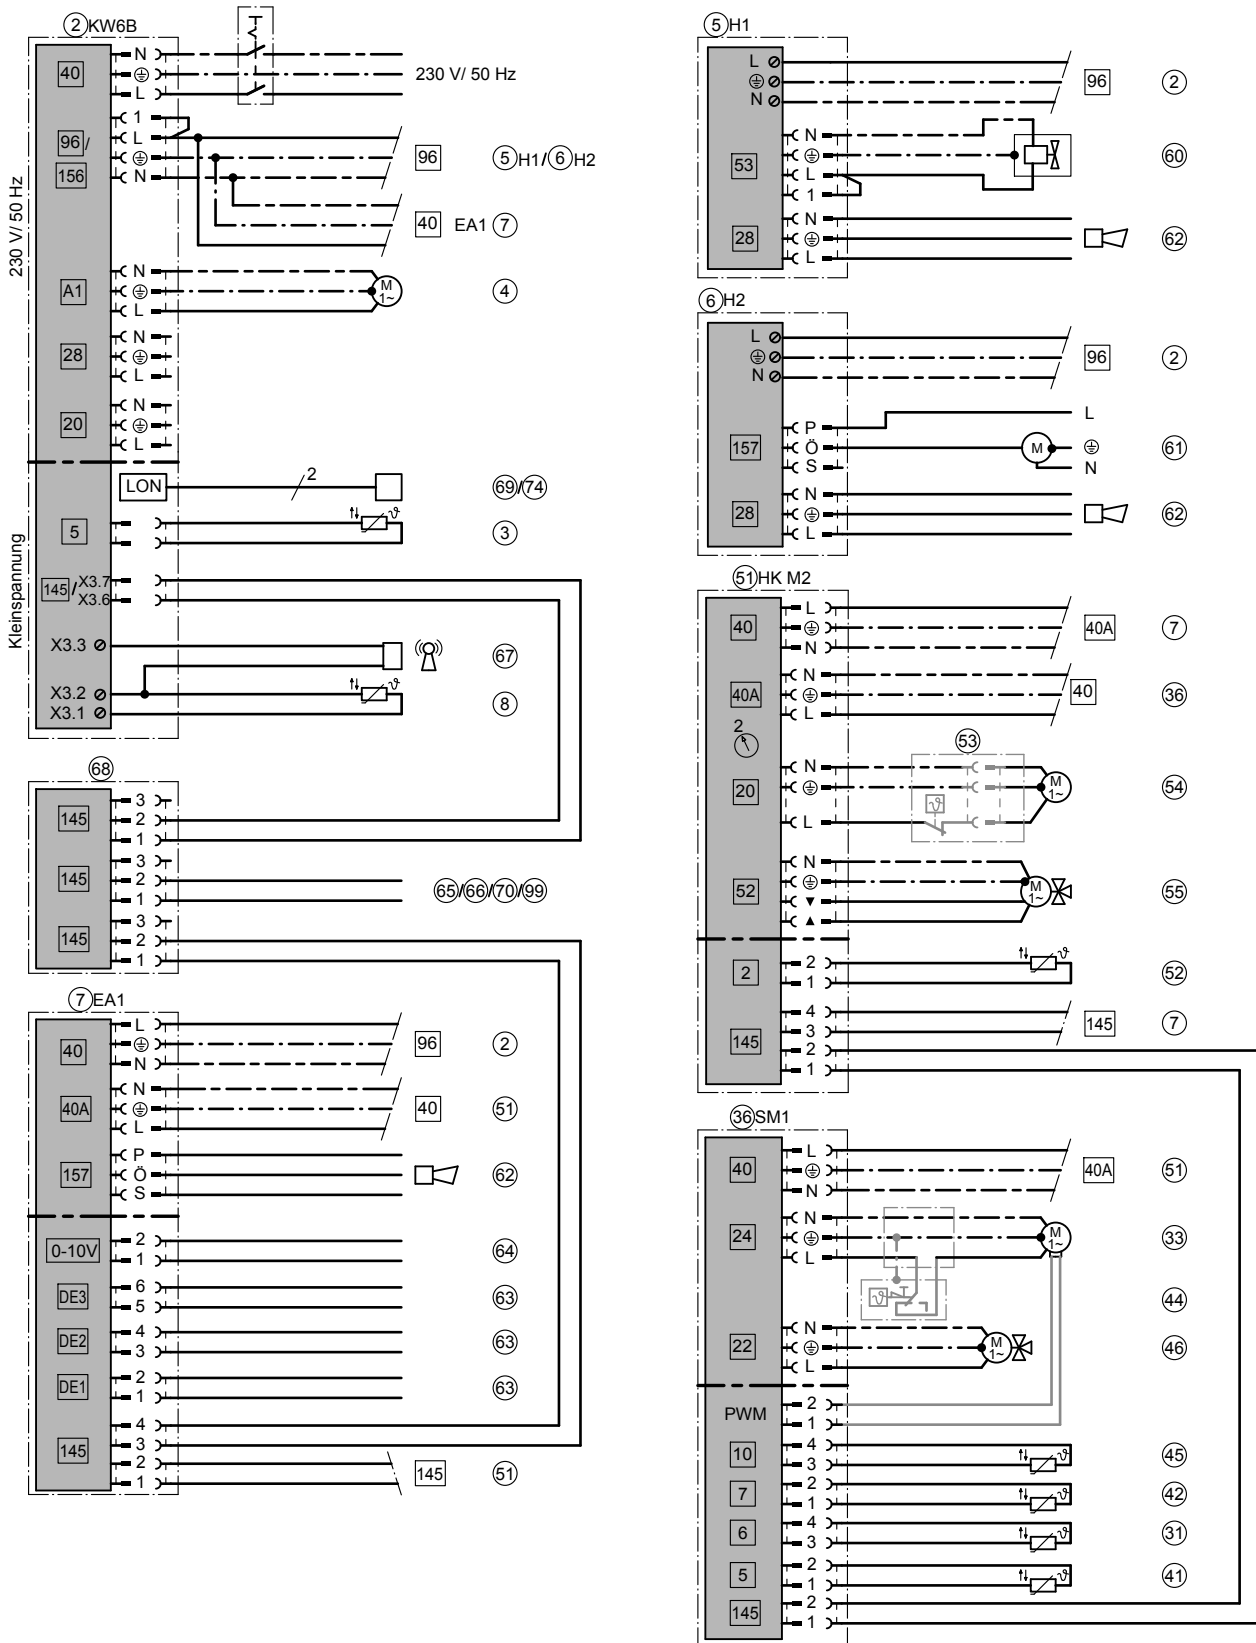 ② KW6B
40
N
L
230 V/ 50 Hz
96/
156
1
L
N
96
⑤H1/⑥H2
40 EA1 ⑦
230 V/ 50 Hz
A1
N
L
M
1~
④
28
N
L
20
N
L
Kleinspannung
LON
2
69/74
5
③
145/
X3.7
X3.6
X3.3
67
X3.2
X3.1
⑧
68
145
3
2
1
145
3
2
1
65/66/70/99
145
3
2
1
⑦ EA1
40
L
N
96
②
40A
N
L
40
51
157
P
Ö
S
62
0-10V
2
1
64
DE3
6
5
63
DE2
4
3
63
DE1
2
1
63
145
4
3
2
1
145
51
⑤ H1
L
N
96
②
53
N
L
1
60
28
N
L
62
⑥ H2
L
N
96
②
157
P
Ö
S
M
L
N
61
28
N
L
62
51 HK M2
40
L
N
40A
⑦
40A
N
L
40
36
2
53
20
N
L
ϑ
M
1~
54
52
N
▼
▲
M
1~
55
2
2
1
ϑ
52
145
4
3
2
1
145
⑦
36 SM1
40
L
N
40A
51
24
N
L
M
1~
33
ϑ
44
22
N
L
M
1~
46
PWM
2
1
10
4
3
ϑ
45
7
2
1
ϑ
42
6
4
3
ϑ
31
5
2
1
ϑ
41
145
2
1